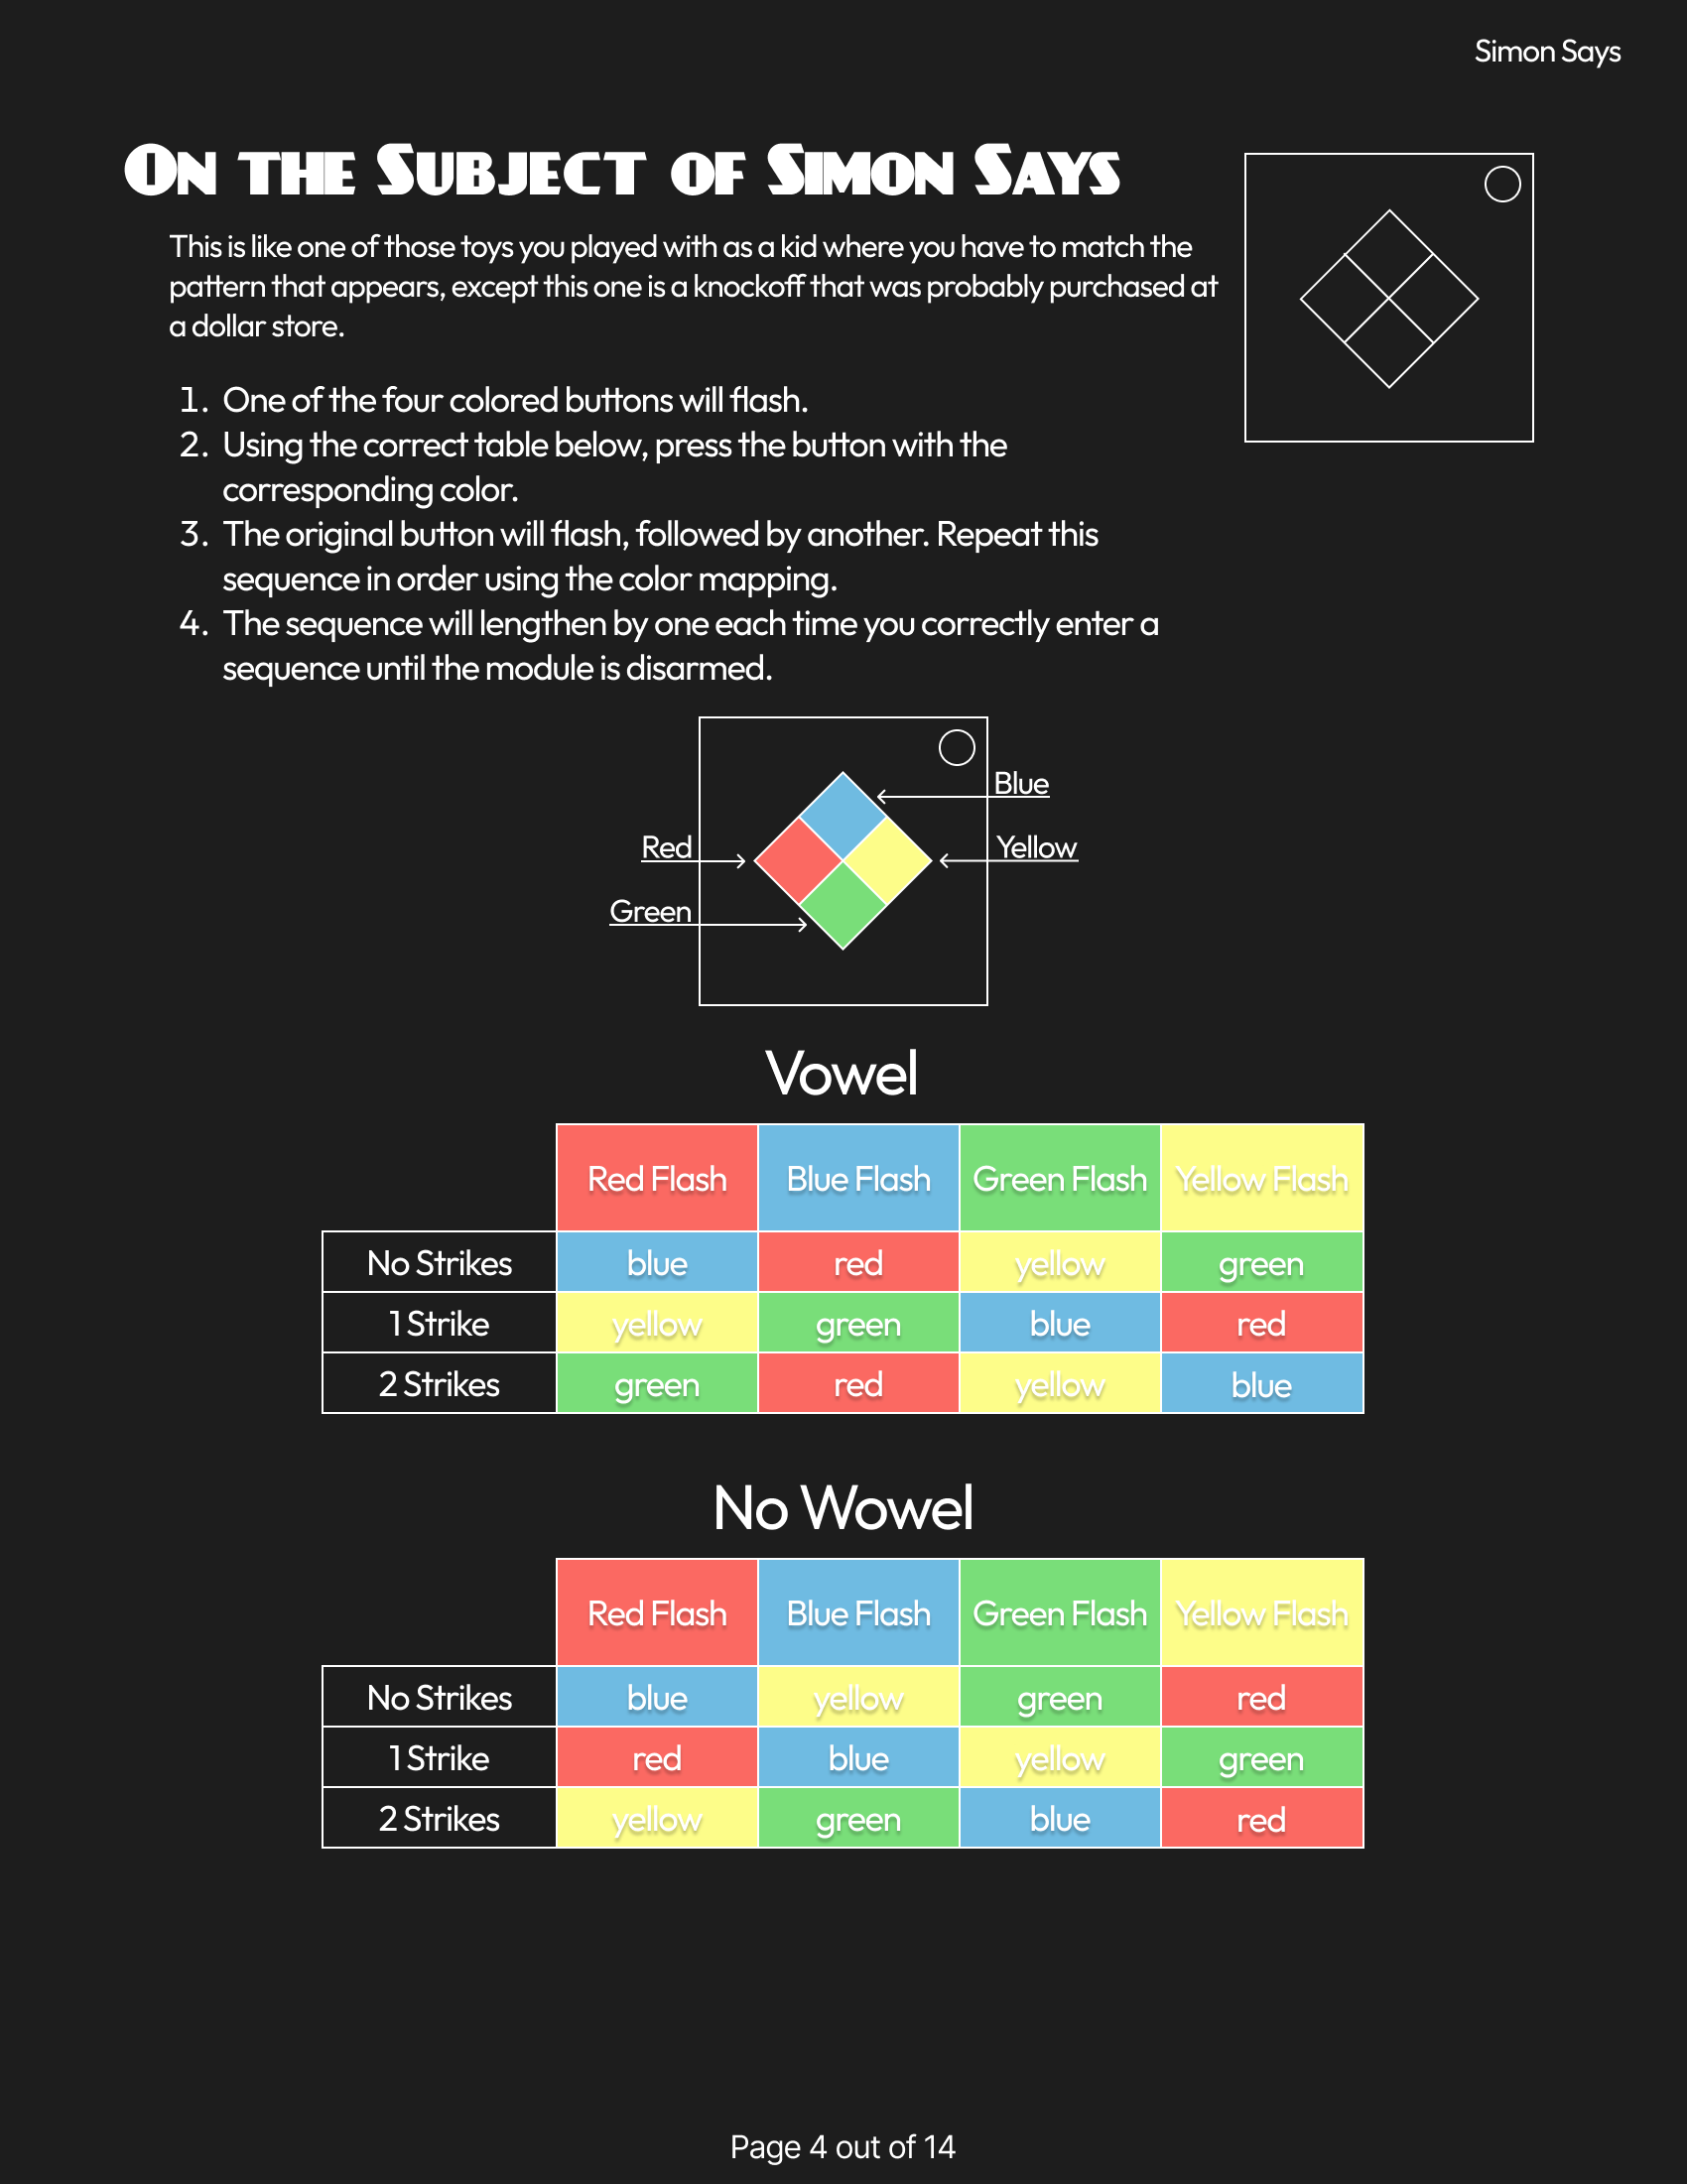 Simon Says
On the Subject of Simon Says
This is like one of those toys you played with as a kid where you have to match the
pattern that appears, except this one is a knockoff that was probably purchased at
a dollar store.
1. One of the four colored buttons will flash.
2. Using the correct table below, press the button with the
corresponding color.
3. The original button will flash, followed by another. Repeat this
sequence in order using the color mapping.
4. The sequence will lengthen by one each time you correctly enter a
sequence until the module is disarmed.
Blue
Red
Yellow
Green
Vowel
Red Flash Blue Flash Green Flash Yellow Flash
No Strikes blue red yellow green
1 Strike yellow green blue red
2 Strikes green red yellow blue
No Wowel
Red Flash Blue Flash Green Flash Yellow Flash
No Strikes blue yellow green red
1 Strike red blue yellow green
2 Strikes yellow green blue red
Page 4 out of 14